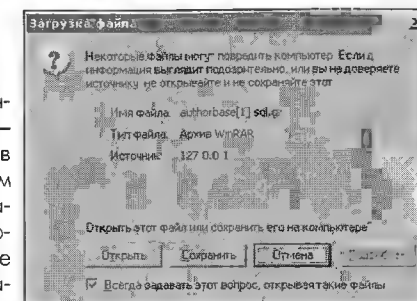 Загрузка файла
Некоторые файлы могут повредить компьютер. Если
информация выглядит подозрительно, или вы не доверяете
источнику, не открывайте и не сохраняйте этот
Имя файла: authorbase[1].sql.g
Тип файла: Архив WinRAR
Источник: 127.0.0.1
Открыть этот файл или сохранить его на компьютере
Открыть Сохранить Отмена
Всегда задавать этот вопрос, открывая такие файлы